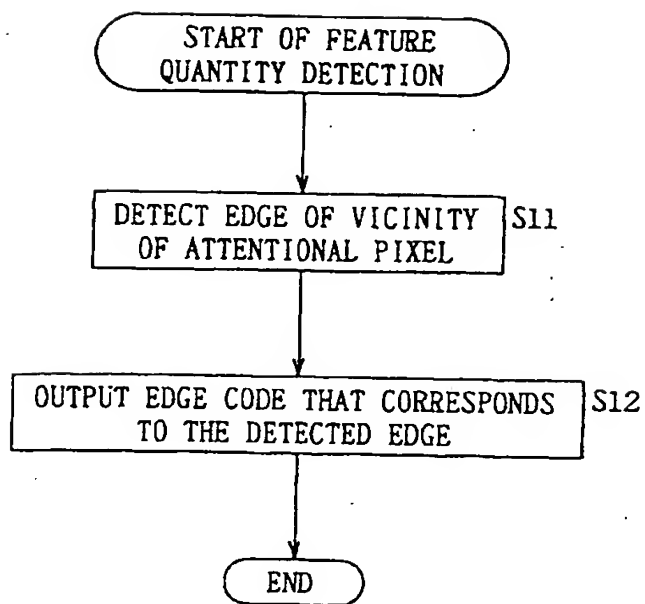 START OF FEATURE
QUANTITY DETECTION
DETECT EDGE OF VICINITY
OF ATTENTIONAL PIXEL
S11
OUTPUT EDGE CODE THAT CORRESPONDS
TO THE DETECTED EDGE
S12
END